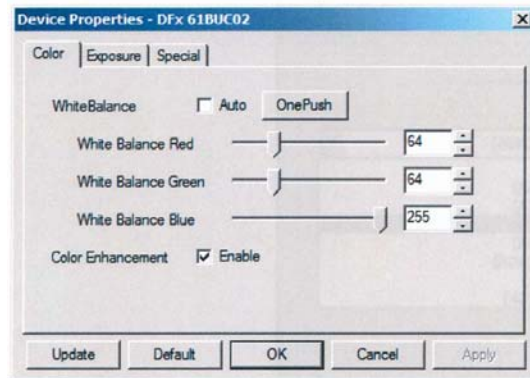 Device Properties - DFx 61BUC02
Color Exposure Special
WhiteBalance Auto OnePush
White Balance Red 64
White Balance Green 64
White Balance Blue 255
Color Enhancement Enable
Update Default OK Cancel Apply